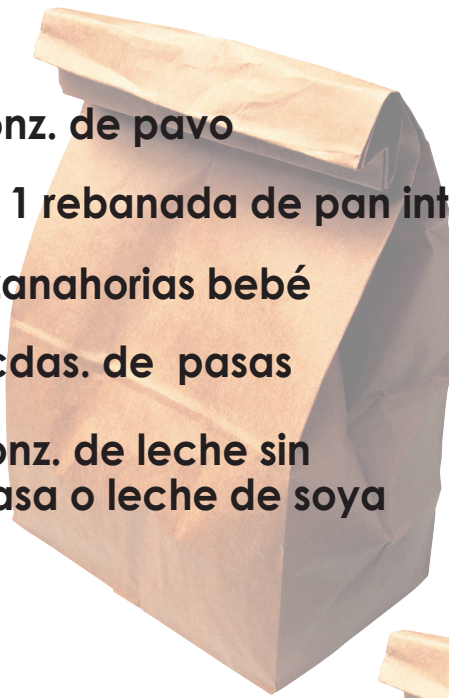 onz. de pavo
1 rebanada de pan int
zanahorias bebé
cdas. de pasas
onz. de leche sin
asa o leche de soya